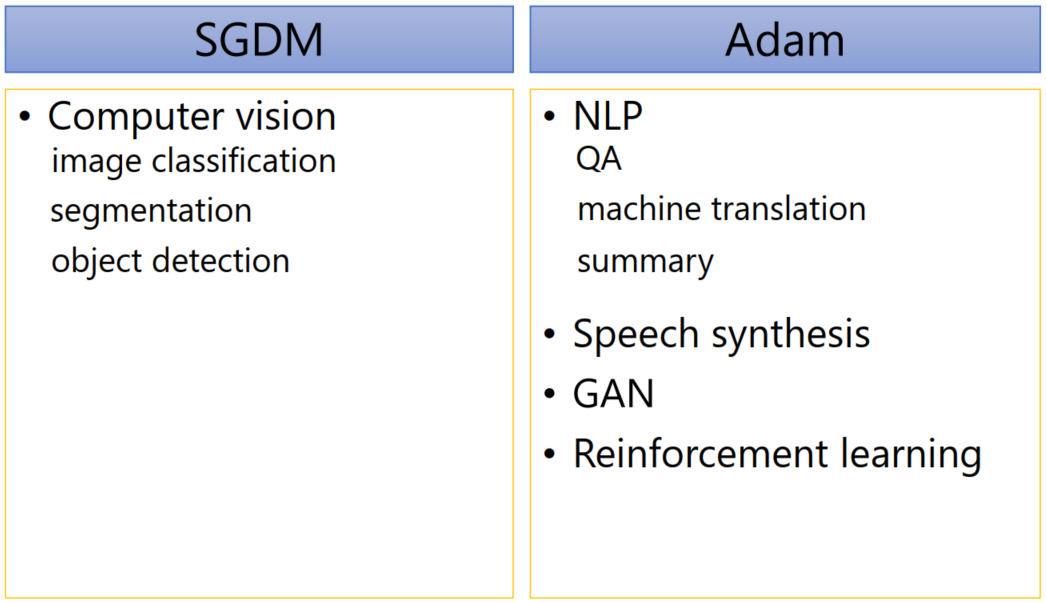 SGDM
• Computer vision
image classification
segmentation
object detection
Adam
• NLP
QA
machine translation
summary
• Speech synthesis
• GAN
• Reinforcement learning